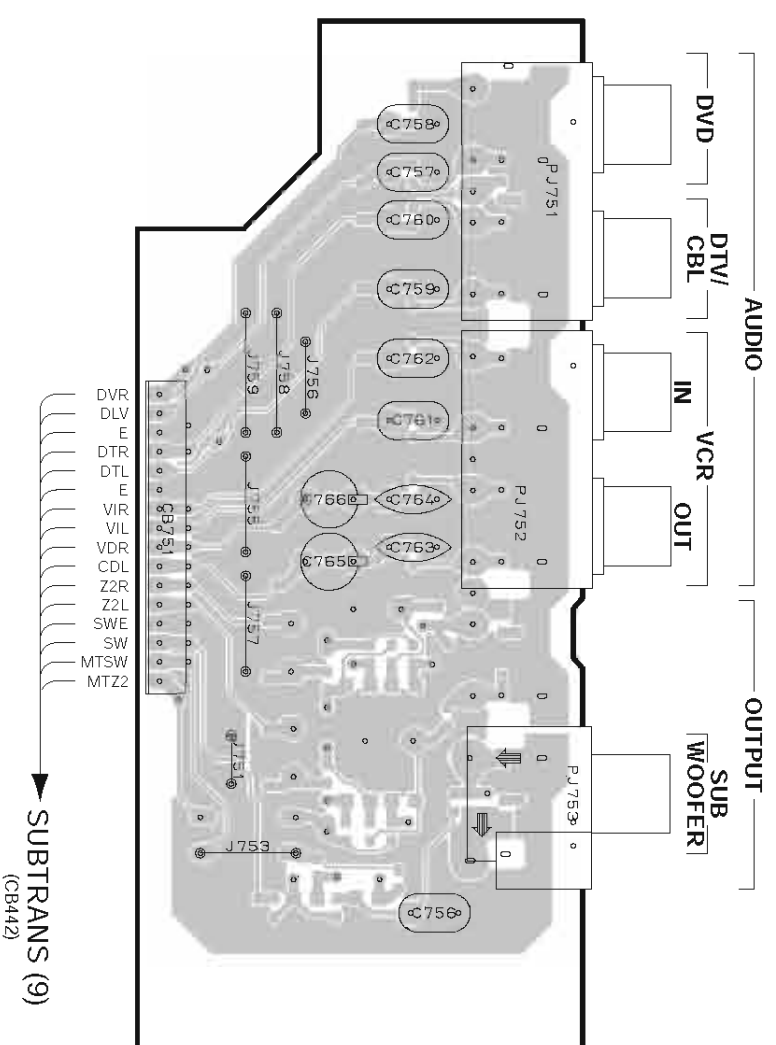 AUDIO
DVD
DTV/
CBL
VCR
IN
OUT
OUTPUT
SUB
WOOFER
PJ751
PJ752
PJ753
C758
C757
C760
C759
C762
C761
C766
C764
C765
C763
C756
J759
J758
J756
J755
J757
J751
J753
CB751
DVR
DLV
E
DTR
DTL
E
VIR
VIL
VDR
CDL
Z2R
Z2L
SWE
SW
MTSW
MTZ2
SUBTRANS (9)
(CB442)